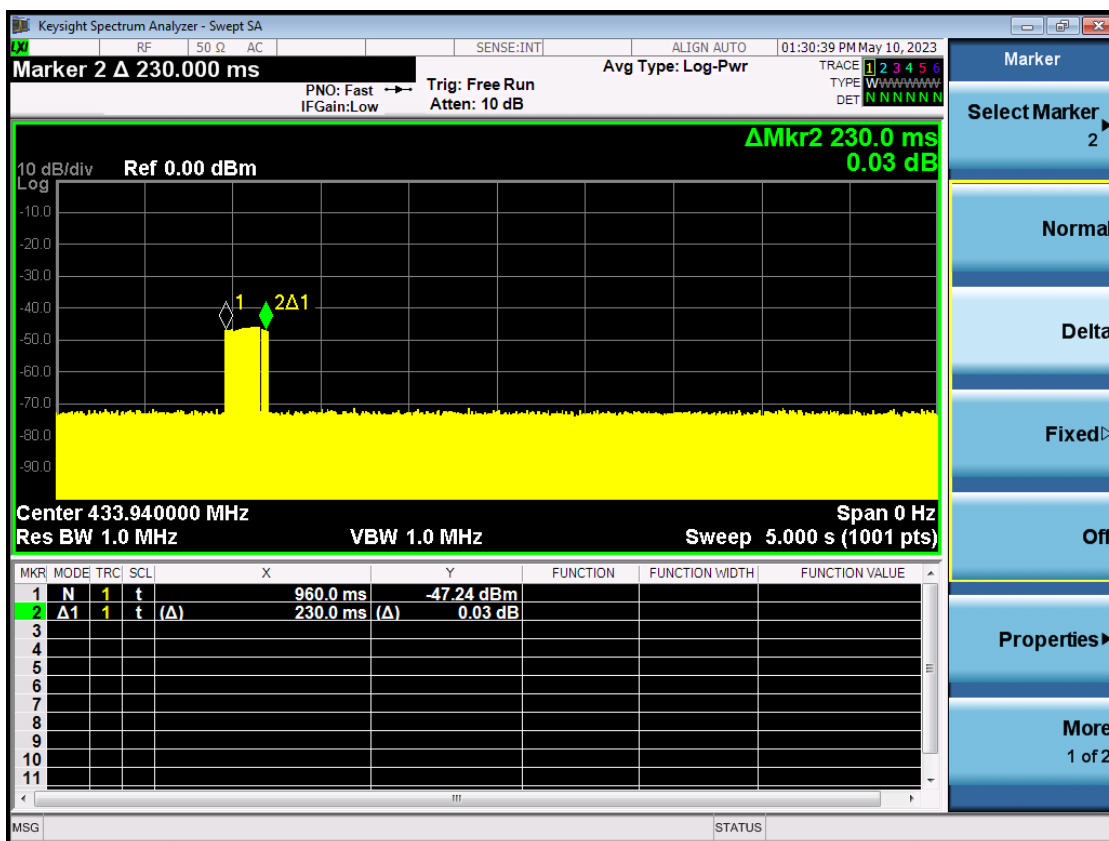 Keysight Spectrum Analyzer - Swept SA
LXI RF 50 Ω AC SENSE:INT ALIGN AUTO 01:30:39 PM May 10, 2023
Marker 2 Δ 230.000 ms
PNO: Fast
IFGain:Low
Trig: Free Run
Atten: 10 dB
Avg Type: Log-Pwr
TRACE 1 2 3 4 5 6
TYPE WWWWWWW
DET N N N N N N
ΔMkr2 230.0 ms
0.03 dB
10 dB/div Ref 0.00 dBm
Log
-10.0
-20.0
-30.0
-40.0
-50.0
-60.0
-70.0
-80.0
-90.0
1 2Δ1
Center 433.940000 MHz Span 0 Hz
Res BW 1.0 MHz VBW 1.0 MHz Sweep 5.000 s (1001 pts)
MKR MODE TRC SCL X Y FUNCTION FUNCTION WIDTH FUNCTION VALUE
1 N 1 t 960.0 ms -47.24 dBm
2 Δ1 1 t (Δ) 230.0 ms (Δ) 0.03 dB
3
4
5
6
7
8
9
10
11
MSG STATUS
Marker
Select Marker
2
Normal
Delta
Fixed
Off
Properties
More
1 of 2